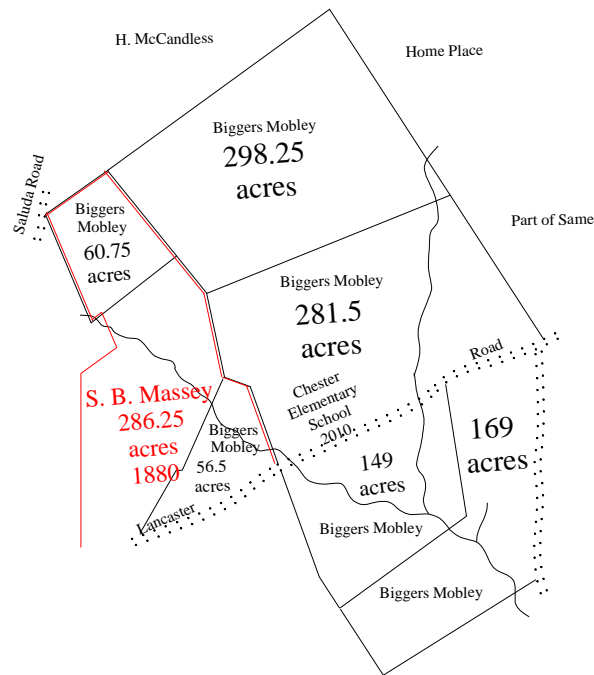 H. McCandless
Home Place
Biggers Mobley
298.25
acres
Saluda Road
Biggers
Mobley
60.75
acres
Part of Same
Biggers Mobley
281.5
acres
Road
Chester
Elementary
School
2010
S. B. Massey
286.25
acres
1880
Biggers
Mobley
56.5
acres
169
acres
149
acres
Lancaster
Biggers Mobley
Biggers Mobley